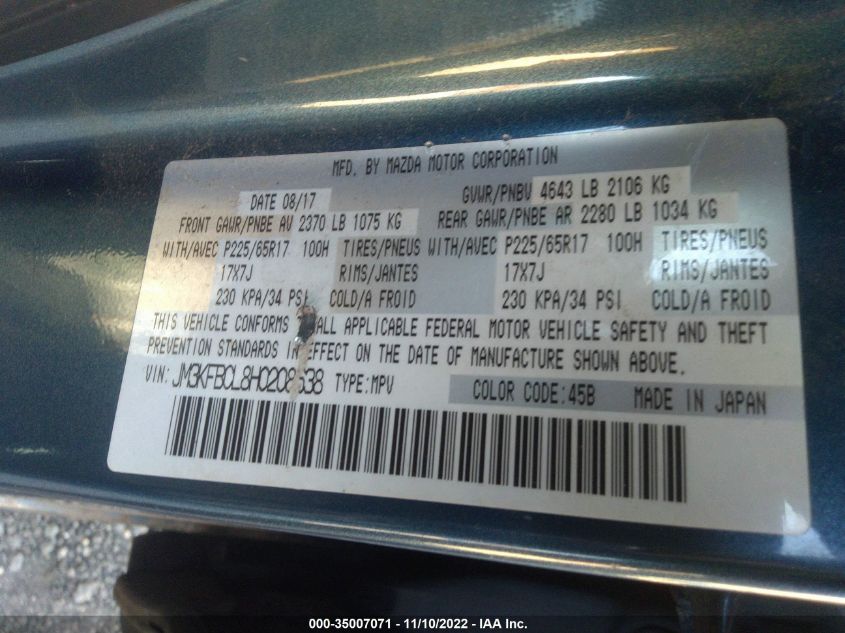 MFD. BY MAZDA MOTOR CORPORATION
DATE 08/17 GVWR/PNBV 4643 LB 2106 KG
FRONT GAWR/PNBE AV 2370 LB 1075 KG REAR GAWR/PNBE AR 2280 LB 1034 KG
WITH/AVEC P225/65R17 100H TIRES/PNEUS WITH/AVEC P225/65R17 100H TIRES/PNEUS
17X7J RIMS/JANTES 17X7J RIMS/JANTES
230 KPA/34 PSI COLD/A FROID 230 KPA/34 PSI COLD/A FROID
THIS VEHICLE CONFORMS ALL APPLICABLE FEDERAL MOTOR VEHICLE SAFETY AND THEFT
PREVENTION STANDARDS IN EFFECT ON THE DATE OF MANUFACTURE SHOWN ABOVE.
VIN: JM3KFBCL8H0208638 TYPE:MPV COLOR CODE:45B MADE IN JAPAN
000-35007071 - 11/10/2022 - IAA Inc.